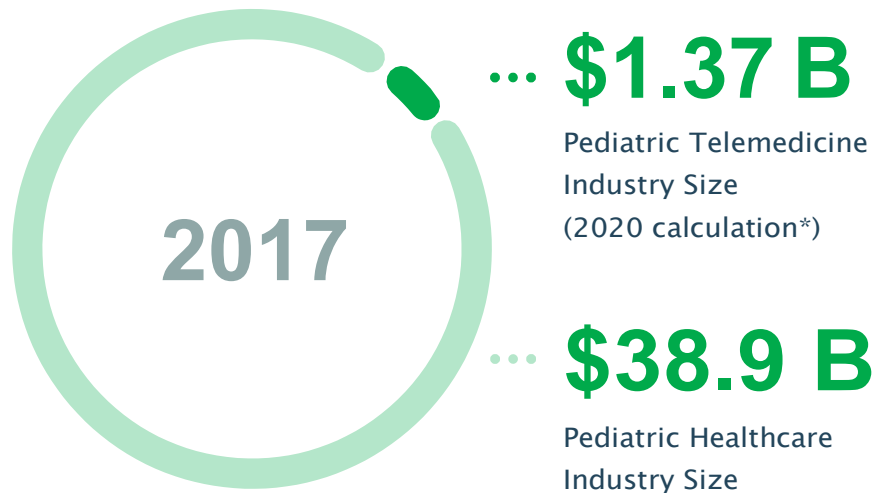 2017
$1.37 B
Pediatric Telemedicine
Industry Size
(2020 calculation*)
$38.9 B
Pediatric Healthcare
Industry Size